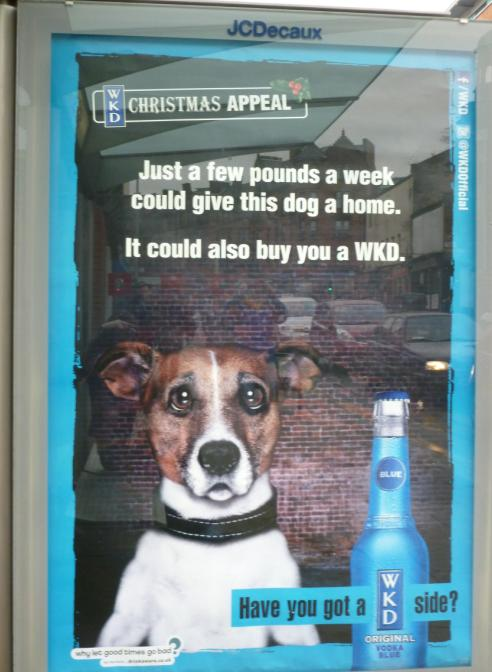 JCDecaux
WKD CHRISTMAS APPEAL
f /WKD @WKDOfficial
Just a few pounds a week
could give this dog a home.
It could also buy you a WKD.
BLUE
Have you got a WKD side?
ORIGINAL
VODKA
BLUE
why let good times go bad?
drinkaware.co.uk